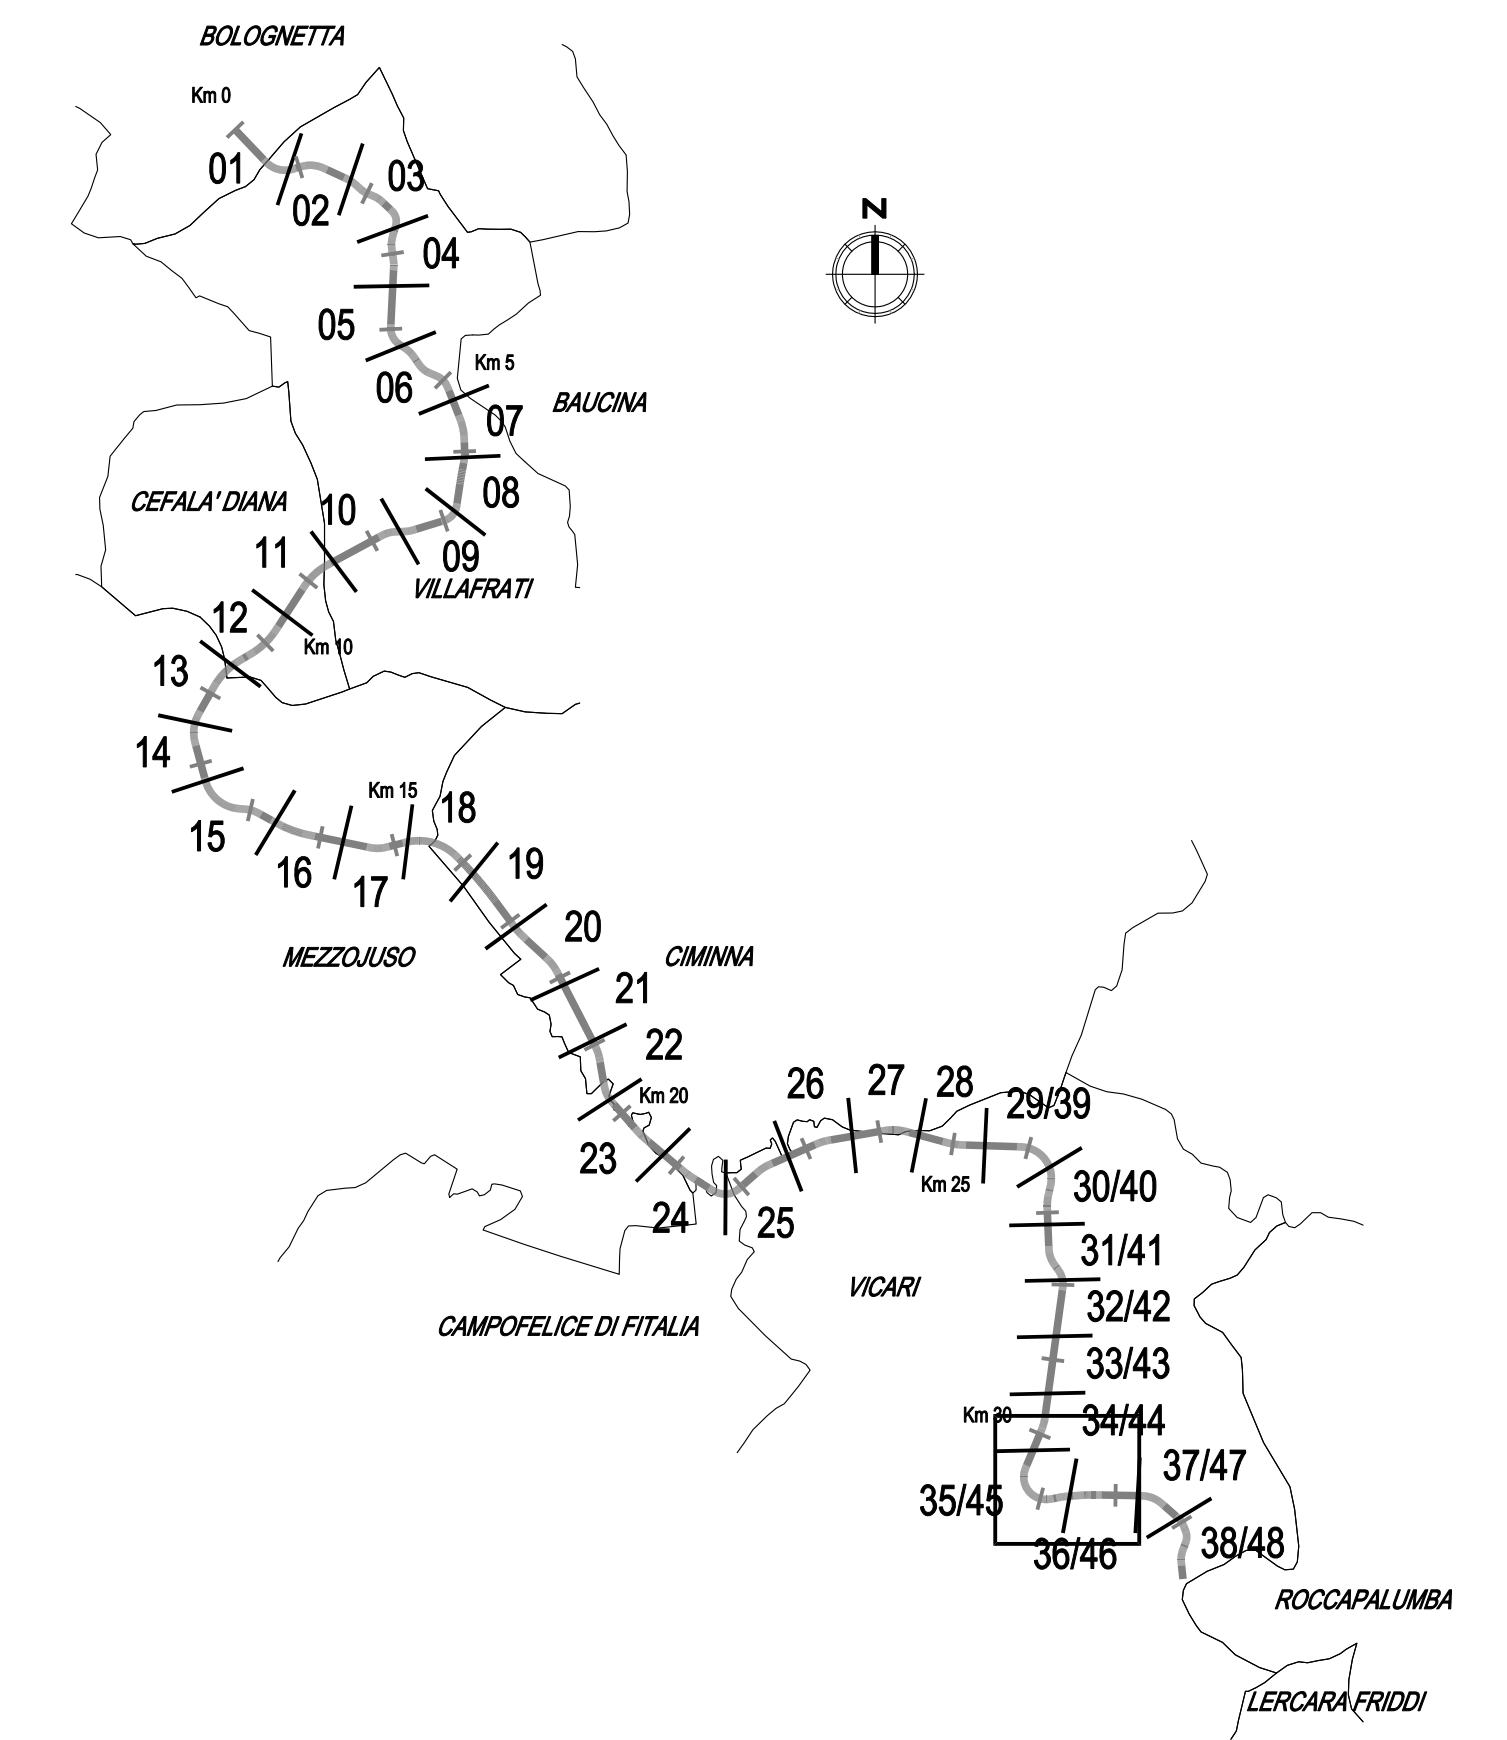 BOLOGNETTA
Km 0
01
02
03
N
04
05
Km 5
06
BAUCINA
07
CEFALA' DIANA
08
10
11
09
VILLAFRATI
12
Km 10
13
14
Km 15
18
15
16
17
19
20
MEZZOJUSO
CIMINNA
21
22
Km 20
23
24
25
26
27
28
29/39
Km 25
30/40
31/41
VICARI
32/42
CAMPOFELICE DI FITALIA
33/43
Km 30
34/44
37/47
35/45
36/46
38/48
ROCCAPALUMBA
LERCARA FRIDDI